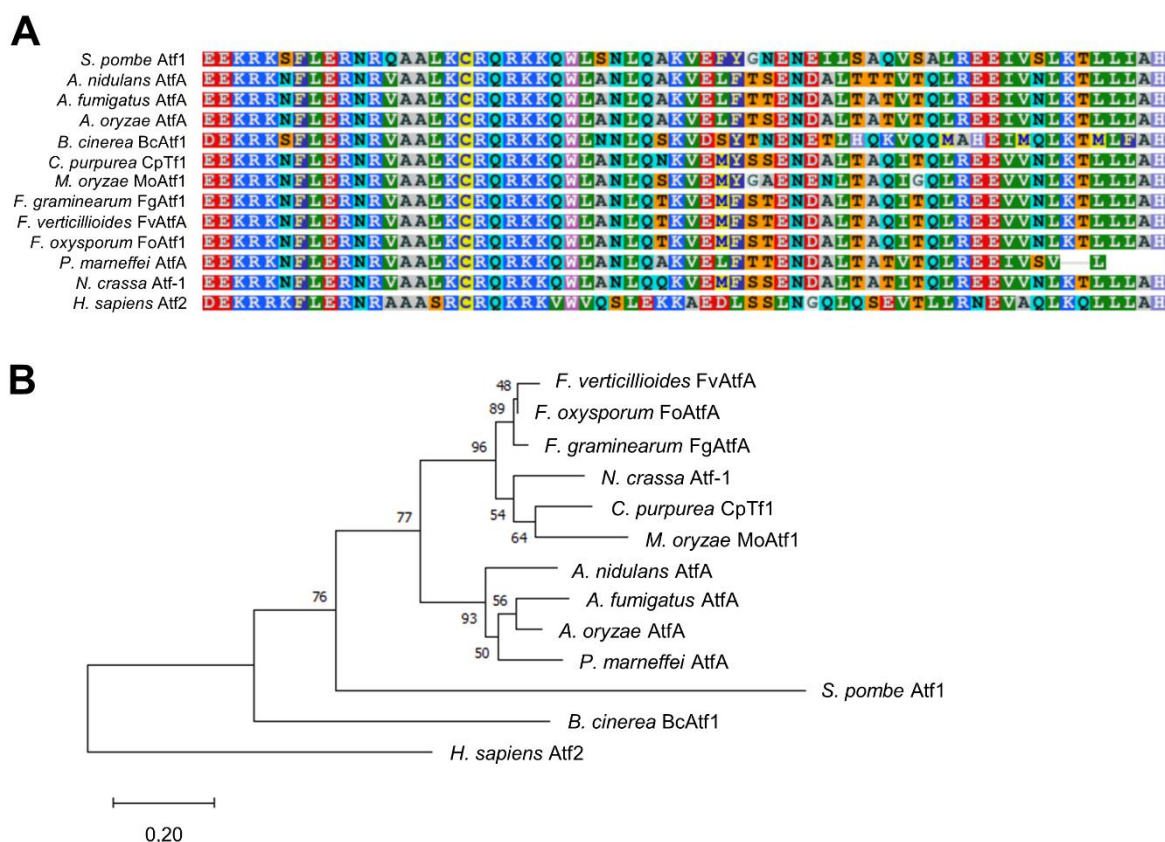 A
S. pombe Atf1 EEKRKSFLERNRQAALKCRQRKKQWLSNLQAKVEFYGNENEILSAQVSALREEIVSLKTLLIAH
A. nidulans AtfA EEKRKNFLERNRVAALKCRQRKKQWLANLQAKVELFTSENDALTTTVTQLREEIVNLKTLLLAH
A. fumigatus AtfA EEKRRNFLERNRVAALKCRQRKKQWLANLQAKVELFTTENDALTATVTQLREEIVNLKTLLLAH
A. oryzae AtfA EEKRKNFLERNRVAALKCRQRKKQWLANLQAKVELMTSENDALTATVTQLREEIVNLKTLLLAH
B. cinerea BcAtf1 DEKRKSFLERNRVAALKCRQRKKQWLNNLQSKVDSYTNENETLHQKVQQMAHEIMQLKTMLFAH
C. purpurea CpTf1 EEKRKNFLERNRVAALKCRQRKKQWLANLQNKVEMYSSENDALTAQITQLREEVVNLKTLLLAH
M. oryzae MoAtf1 EEKRKNFLERNRVAALKCRQRKKQWLANLQSKVEMYGAENENLTAQIGQLREEVVNLKTLLLAH
F. graminearum FgAtf1 EEKRKNFLERNRVAALKCRQRKKQWLANLQTKVEMFSTENDALTAQITQLREEVVNLKTLLLAH
F. verticillioides FvAtfA EEKRKNFLERNRVAALKCRQRKKQWLANLQTKVEMFSTENDALTAQITQLREEVVNLKTLLLAH
F. oxysporum FoAtf1 EEKRKNFLERNRVAALKCRQRKKQWLANLQTKVEMFSTENDALTAQITQLREEVVNLKTLLLAH
P. marneffei AtfA EEKRKNFLERNRVAALKCRQRKKQWLANLQAKVELFTTENDALTATVTQLREEIVSV--L
N. crassa Atf-1 EEKRKNFLERNRVAALKCRQRKKQWLANLQQKVEMFSSENDALTTQITQLREEVVNLKTLLLAH
H. sapiens Atf2 DEKRRKFLERNRAAASRCRQKRKVWVQSLEKKAEDLSSLNGQLQSEVTLLRNEVAQLKQLLLAH
B
48 F. verticillioides FvAtfA
89 F. oxysporum FoAtfA
F. graminearum FgAtfA
96
N. crassa Atf-1
54 C. purpurea CpTf1
77
64 M. oryzae MoAtf1
A. nidulans AtfA
76 56 A. fumigatus AtfA
93 A. oryzae AtfA
50 P. marneffei AtfA
S. pombe Atf1
B. cinerea BcAtf1
H. sapiens Atf2
0.20